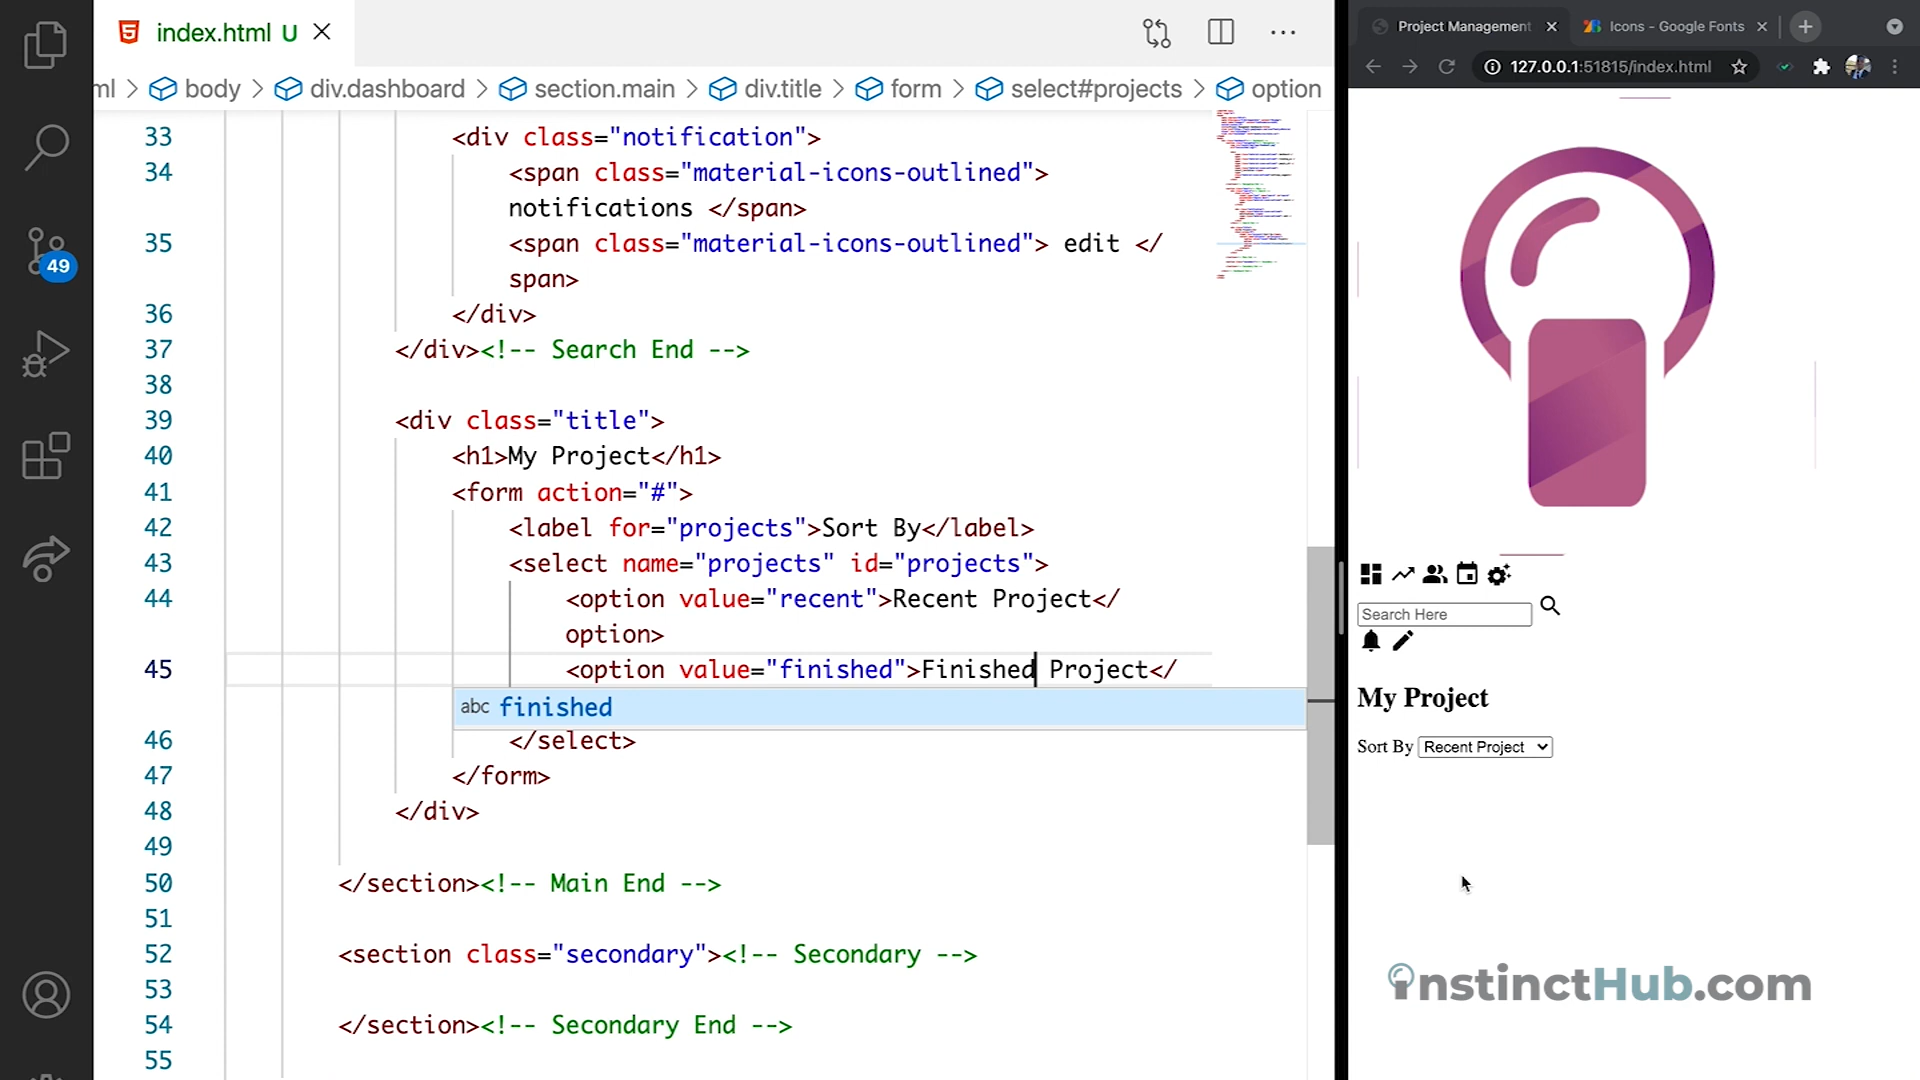 index.html U
ml > body > div.dashboard > section.main > div.title > form > select#projects > option
33 <div class="notification">
34 <span class="material-icons-outlined">
notifications </span>
35 <span class="material-icons-outlined"> edit </
span>
36 </div>
37 </div><!-- Search End -->
38
39 <div class="title">
40 <h1>My Project</h1>
41 <form action="#">
42 <label for="projects">Sort By</label>
43 <select name="projects" id="projects">
44 <option value="recent">Recent Project</
option>
45 <option value="finished">Finished Project</
abc finished
46 </select>
47 </form>
48 </div>
49
50 </section><!-- Main End -->
51
52 <section class="secondary"><!-- Secondary -->
53
54 </section><!-- Secondary End -->
55
49
Project Management
Icons - Google Fonts
127.0.0.1:51815/index.html
Search Here
My Project
Sort By Recent Project
instinctHub.com